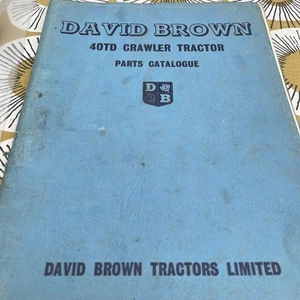 DAVID BROWN
40TD CRAWLER TRACTOR
PARTS CATALOGUE
D B
DAVID BROWN TRACTORS LIMITED